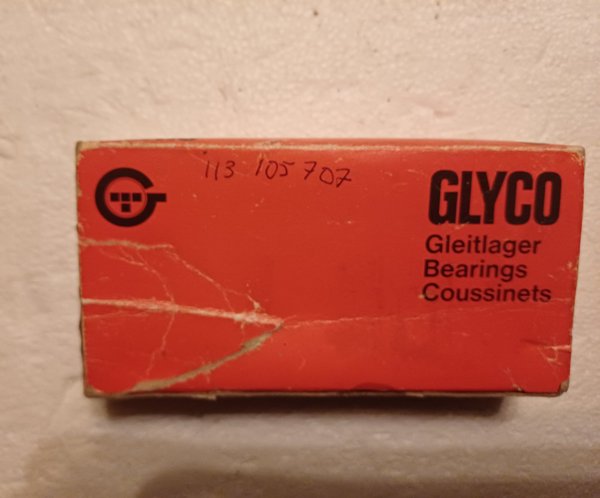 113 105 707
GLYCO
Gleitlager
Bearings
Coussinets